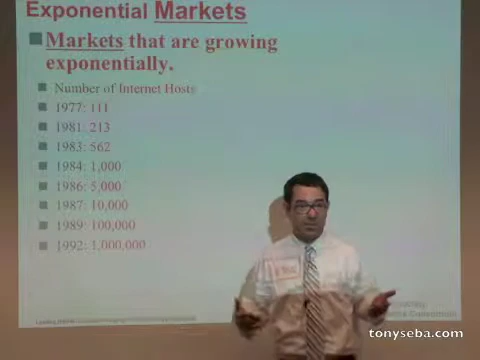 Exponential Markets
Markets that are growing
exponentially.
Number of Internet Hosts
1977: 111
1981: 213
1983: 562
1984: 1,000
1986: 5,000
1987: 10,000
1989: 100,000
1992: 1,000,000
tonyseba.com